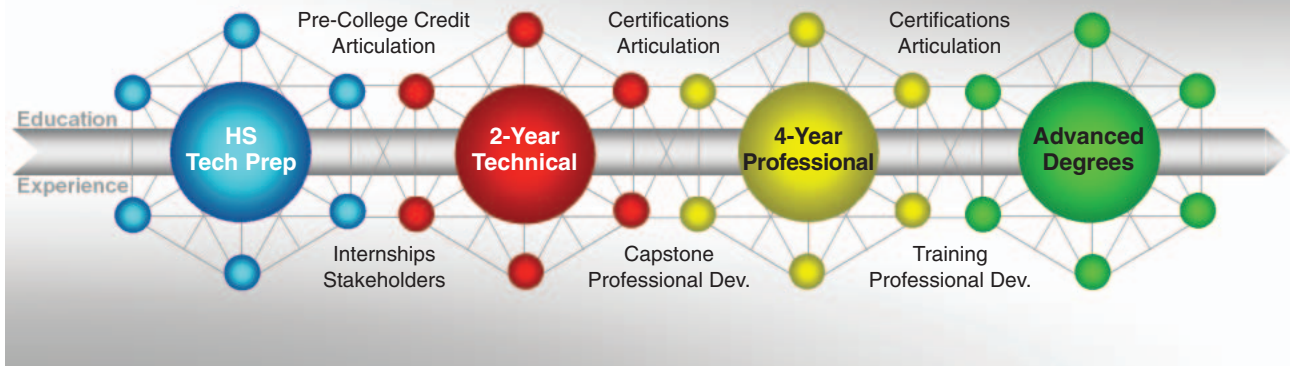 Pre-College Credit
Articulation
Certifications
Articulation
Certifications
Articulation
Education
Experience
HS
Tech Prep
2-Year
Technical
4-Year
Professional
Advanced
Degrees
Internships
Stakeholders
Capstone
Professional Dev.
Training
Professional Dev.